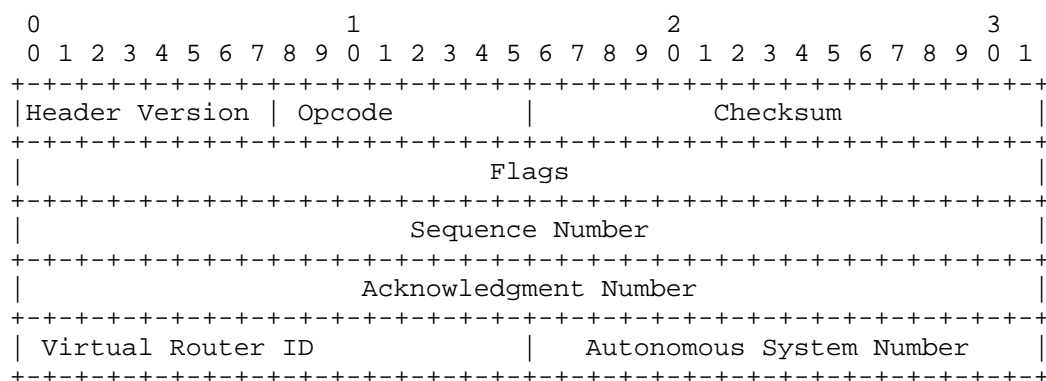 0                   1                   2                   3
0 1 2 3 4 5 6 7 8 9 0 1 2 3 4 5 6 7 8 9 0 1 2 3 4 5 6 7 8 9 0 1
+-+-+-+-+-+-+-+-+-+-+-+-+-+-+-+-+-+-+-+-+-+-+-+-+-+-+-+-+-+-+-+-+
|Header Version | Opcode        |           Checksum            |
+-+-+-+-+-+-+-+-+-+-+-+-+-+-+-+-+-+-+-+-+-+-+-+-+-+-+-+-+-+-+-+-+
|                             Flags                             |
+-+-+-+-+-+-+-+-+-+-+-+-+-+-+-+-+-+-+-+-+-+-+-+-+-+-+-+-+-+-+-+-+
|                        Sequence Number                        |
+-+-+-+-+-+-+-+-+-+-+-+-+-+-+-+-+-+-+-+-+-+-+-+-+-+-+-+-+-+-+-+-+
|                     Acknowledgment Number                     |
+-+-+-+-+-+-+-+-+-+-+-+-+-+-+-+-+-+-+-+-+-+-+-+-+-+-+-+-+-+-+-+-+
| Virtual Router ID             |   Autonomous System Number    |
+-+-+-+-+-+-+-+-+-+-+-+-+-+-+-+-+-+-+-+-+-+-+-+-+-+-+-+-+-+-+-+-+